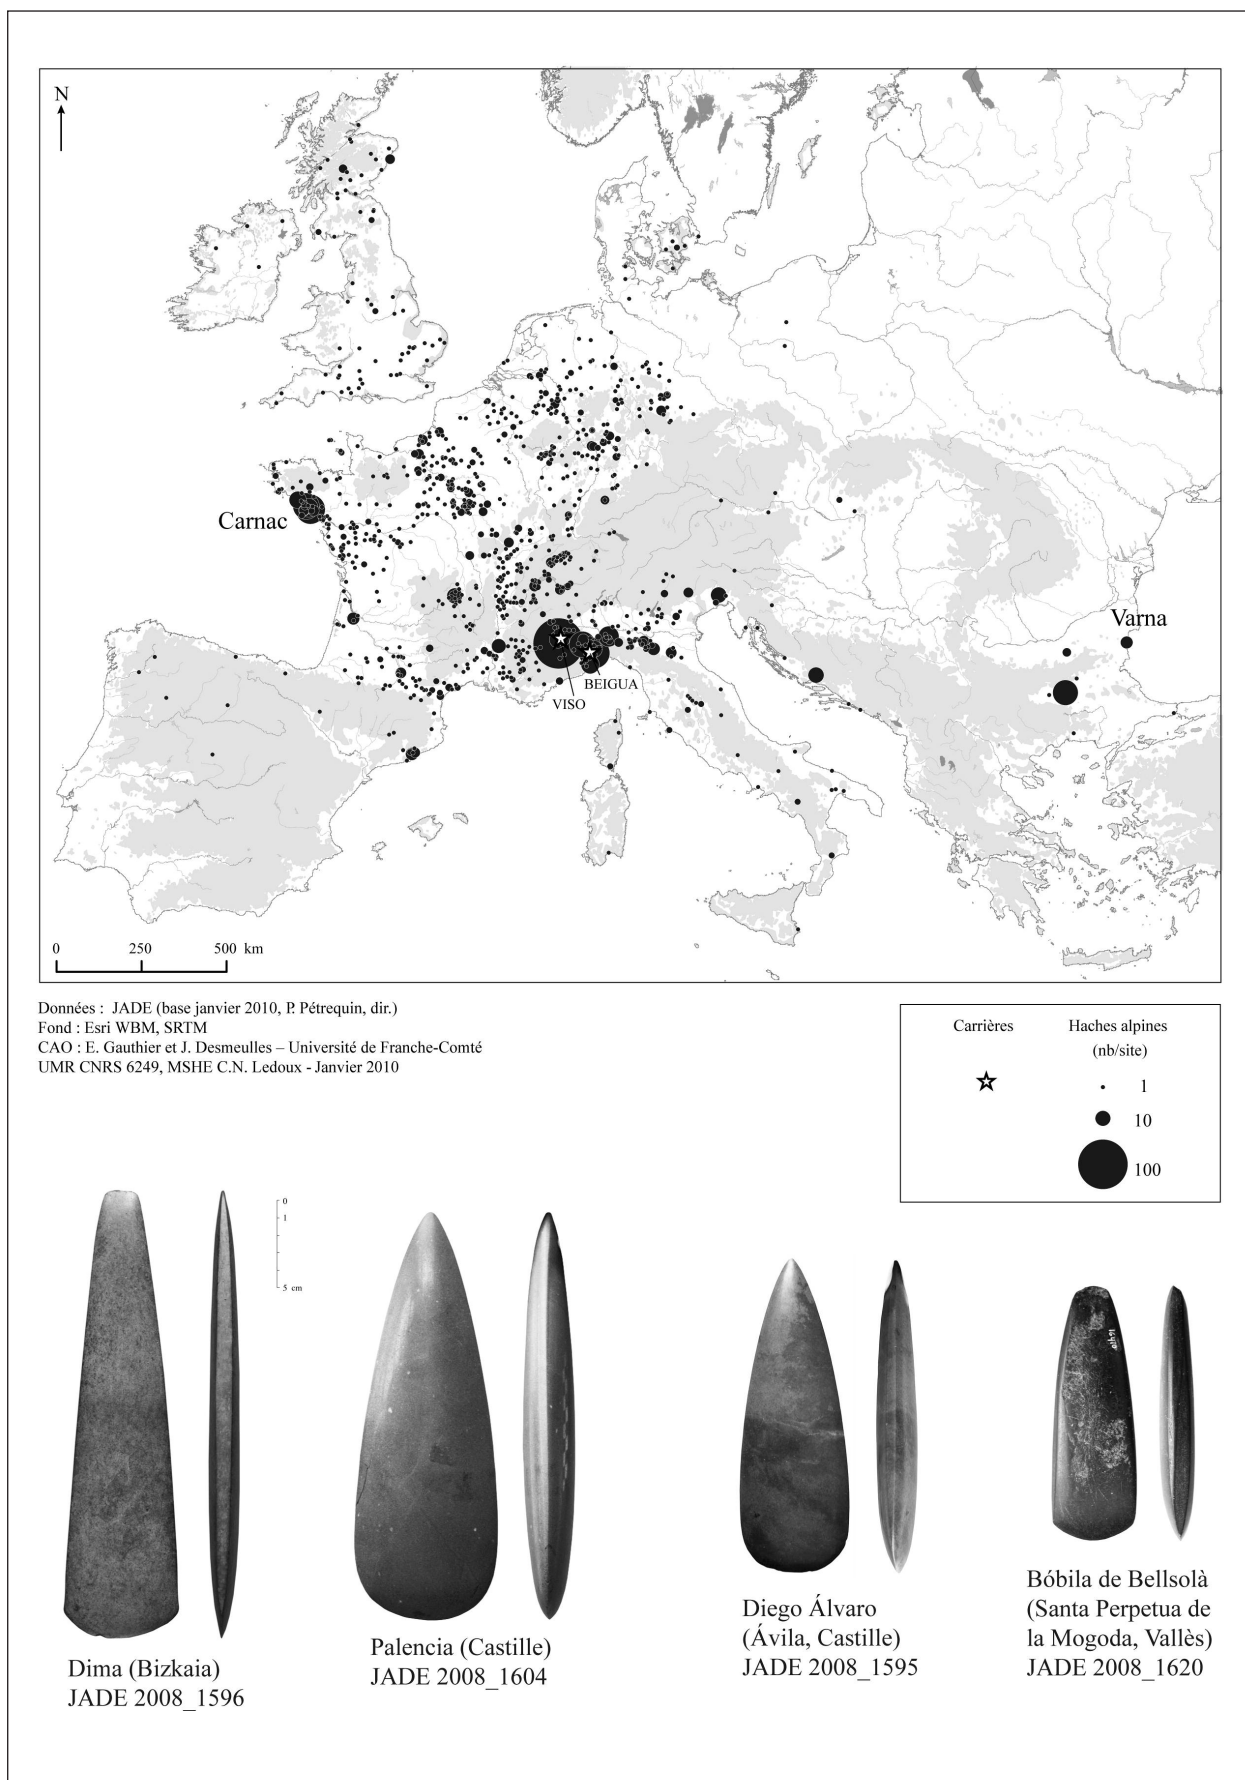 N
Carnac
Varna
BEIGUA
VISO
0 250 500 km
Données : JADE (base janvier 2010, P. Pétrequin, dir.)
Fond : Esri WBM, SRTM
CAO : E. Gauthier et J. Desmeulles – Université de Franche-Comté
UMR CNRS 6249, MSHE C.N. Ledoux - Janvier 2010
Carrières
Haches alpines
(nb/site)
1
10
100
0
1
5 cm
Dima (Bizkaia)
JADE 2008_1596
Palencia (Castille)
JADE 2008_1604
Diego Álvaro
(Ávila, Castille)
JADE 2008_1595
Bóbila de Bellsolà
(Santa Perpetua de
la Mogoda, Vallès)
JADE 2008_1620